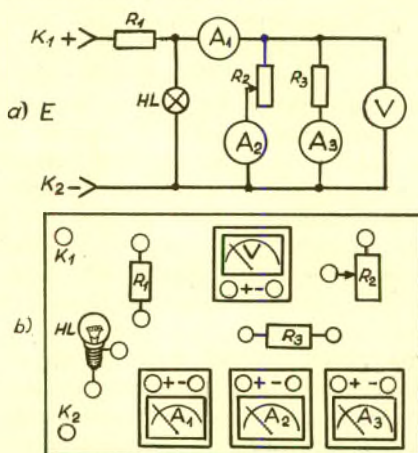 K1 + R1 A1
R2 R3
a) E HL V
A2 A3
K2 -
K1 V R2
R1 + -
b) HL R3
+ - + - + -
K2 A1 A2 A3